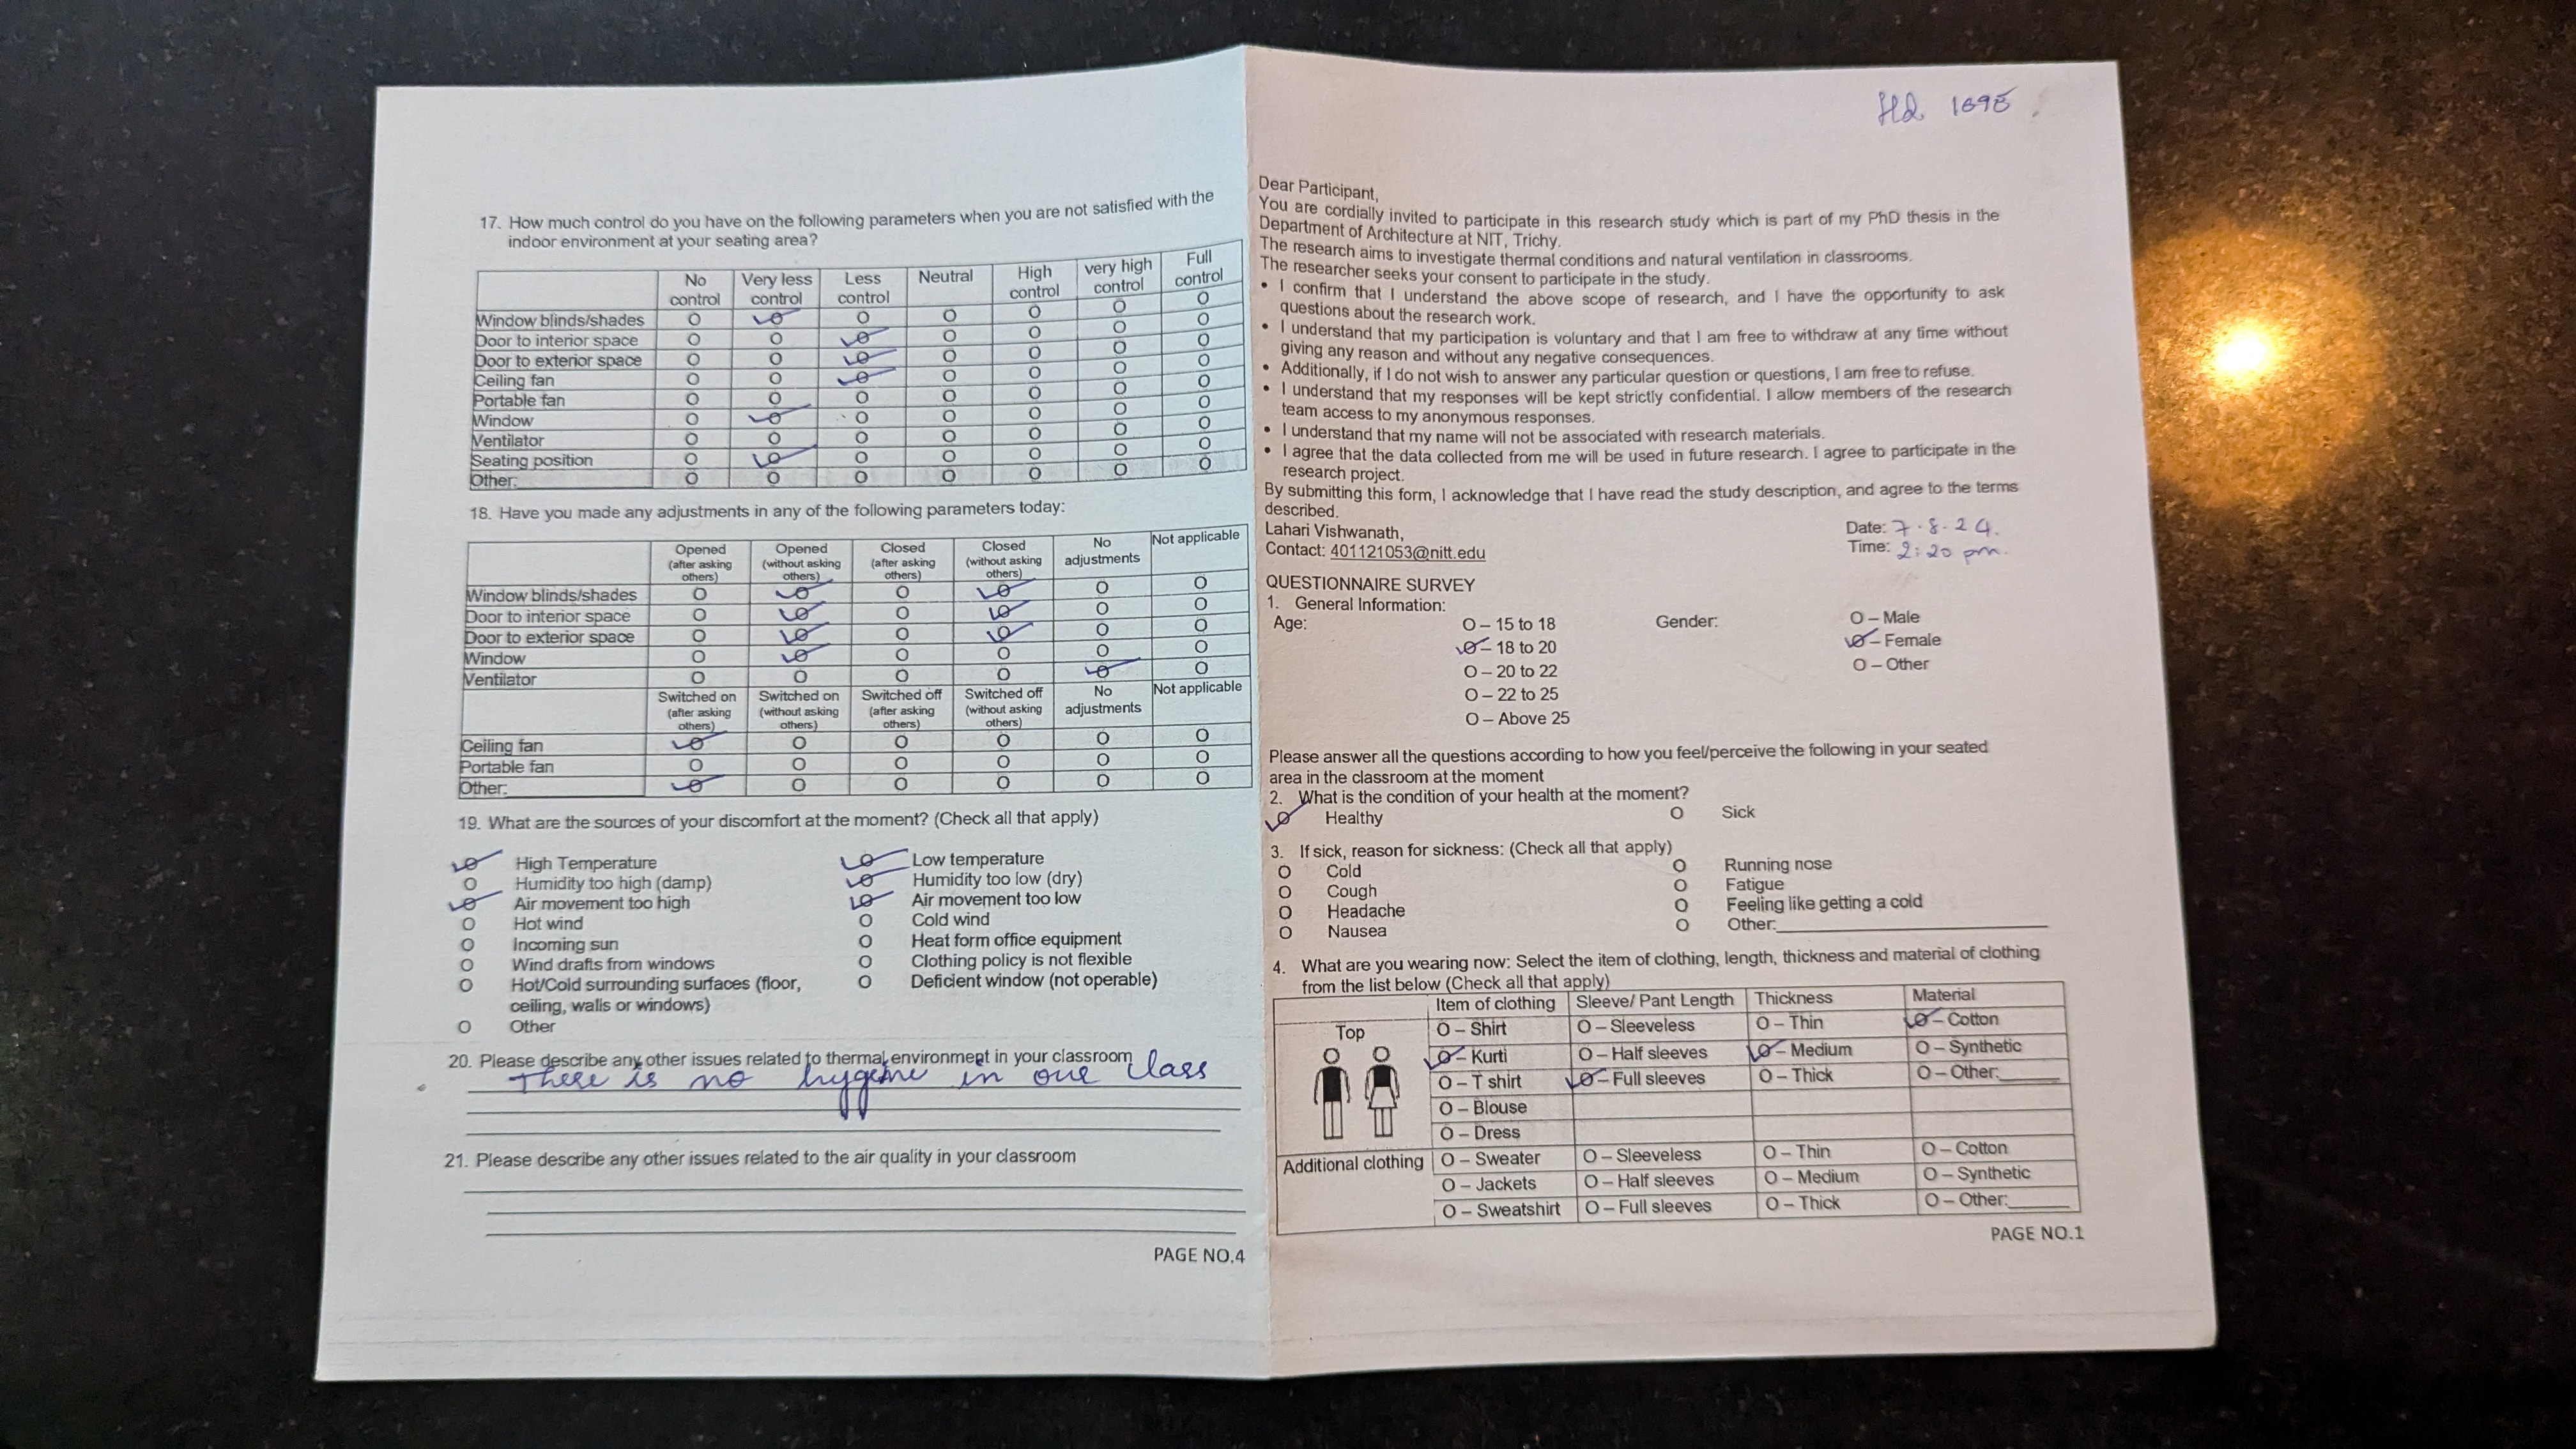 17. How much control do you have on the following parameters when you are not satisfied with the
indoor environment at your seating area?
No control Very less control Less control Neutral High control very high control Full control
Window blinds/shades O O O O O O O
Door to interior space O O O O O O O
Door to exterior space O O O O O O O
Ceiling fan O O O O O O O
Portable fan O O O O O O O
Window O O O O O O O
Ventilator O O O O O O O
Seating position O O O O O O O
Other: O O O O O O O
18. Have you made any adjustments in any of the following parameters today:
Opened (after asking others) Opened (without asking others) Closed (after asking others) Closed (without asking others) No adjustments Not applicable
Window blinds/shades O O O O O O
Door to interior space O O O O O O
Door to exterior space O O O O O O
Window O O O O O O
Ventilator O O O O O O
Switched on (after asking others) Switched on (without asking others) Switched off (after asking others) Switched off (without asking others) No adjustments Not applicable
Ceiling fan O O O O O O
Portable fan O O O O O O
Other: O O O O O O
19. What are the sources of your discomfort at the moment? (Check all that apply)
O High Temperature O Low temperature
O Humidity too high (damp) O Humidity too low (dry)
O Air movement too high O Air movement too low
O Hot wind O Cold wind
O Incoming sun O Heat form office equipment
O Wind drafts from windows O Clothing policy is not flexible
O Hot/Cold surrounding surfaces (floor, O Deficient window (not operable)
ceiling, walls or windows)
O Other
20. Please describe any other issues related to thermal environment in your classroom
There is no hygene in our class
21. Please describe any other issues related to the air quality in your classroom
PAGE NO.4
1698
Dear Participant,
You are cordially invited to participate in this research study which is part of my PhD thesis in the
Department of Architecture at NIT, Trichy.
The research aims to investigate thermal conditions and natural ventilation in classrooms.
The researcher seeks your consent to participate in the study.
• I confirm that I understand the above scope of research, and I have the opportunity to ask
questions about the research work.
• I understand that my participation is voluntary and that I am free to withdraw at any time without
giving any reason and without any negative consequences.
• Additionally, if I do not wish to answer any particular question or questions, I am free to refuse.
• I understand that my responses will be kept strictly confidential. I allow members of the research
team access to my anonymous responses.
• I understand that my name will not be associated with research materials.
• I agree that the data collected from me will be used in future research. I agree to participate in the
research project.
By submitting this form, I acknowledge that I have read the study description, and agree to the terms
described.
Lahari Vishwanath, Date: 7.8.24.
Contact: 401121053@nitt.edu Time: 2:20 pm.
QUESTIONNAIRE SURVEY
1. General Information:
Age: O – 15 to 18 Gender: O – Male
O – 18 to 20 O – Female
O – 20 to 22 O – Other
O – 22 to 25
O – Above 25
Please answer all the questions according to how you feel/perceive the following in your seated
area in the classroom at the moment
2. What is the condition of your health at the moment?
O Healthy O Sick
3. If sick, reason for sickness: (Check all that apply)
O Cold O Running nose
O Cough O Fatigue
O Headache O Feeling like getting a cold
O Nausea O Other:
4. What are you wearing now: Select the item of clothing, length, thickness and material of clothing
from the list below (Check all that apply)
Item of clothing Sleeve/ Pant Length Thickness Material
Top O – Shirt O – Sleeveless O – Thin O – Cotton
O – Kurti O – Half sleeves O – Medium O – Synthetic
O – T shirt O – Full sleeves O – Thick O – Other:
O – Blouse
O – Dress
Additional clothing O – Sweater O – Sleeveless O – Thin O – Cotton
O – Jackets O – Half sleeves O – Medium O – Synthetic
O – Sweatshirt O – Full sleeves O – Thick O – Other:
PAGE NO.1